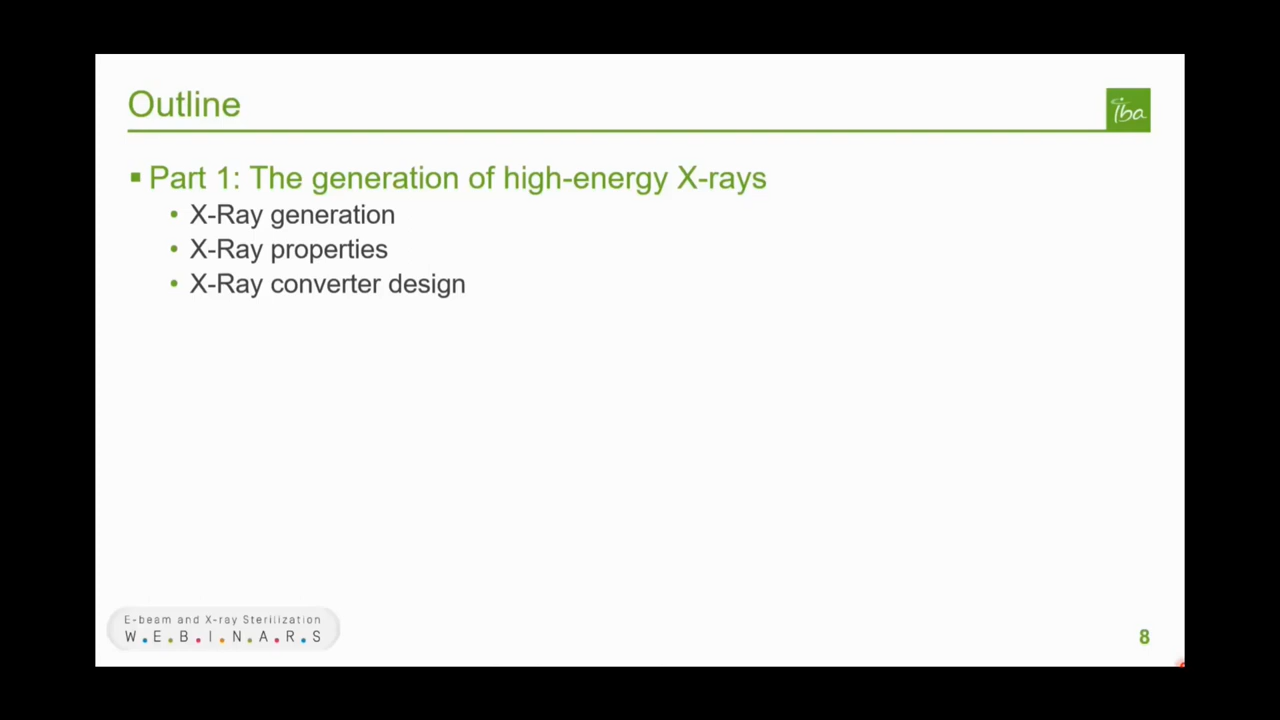 Outline
iba
▪ Part 1: The generation of high-energy X-rays
• X-Ray generation
• X-Ray properties
• X-Ray converter design
E-beam and X-ray Sterilization
W.E.B.I.N.A.R.S
8